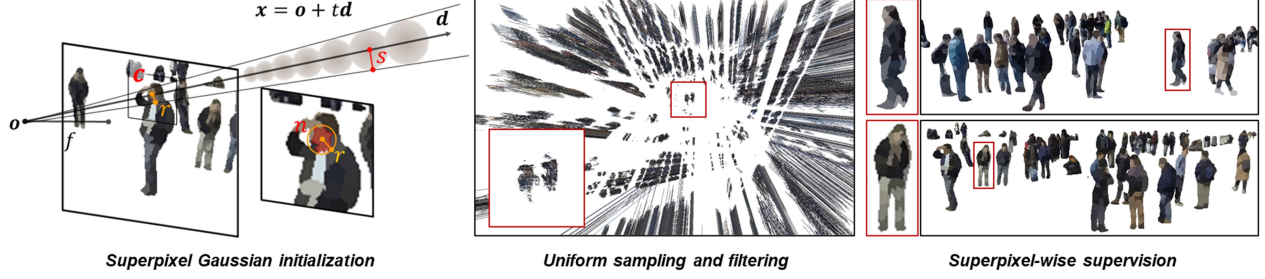 x = o + td
d
s
c
r
o
f
n
r
Superpixel Gaussian initialization
Uniform sampling and filtering
Superpixel-wise supervision